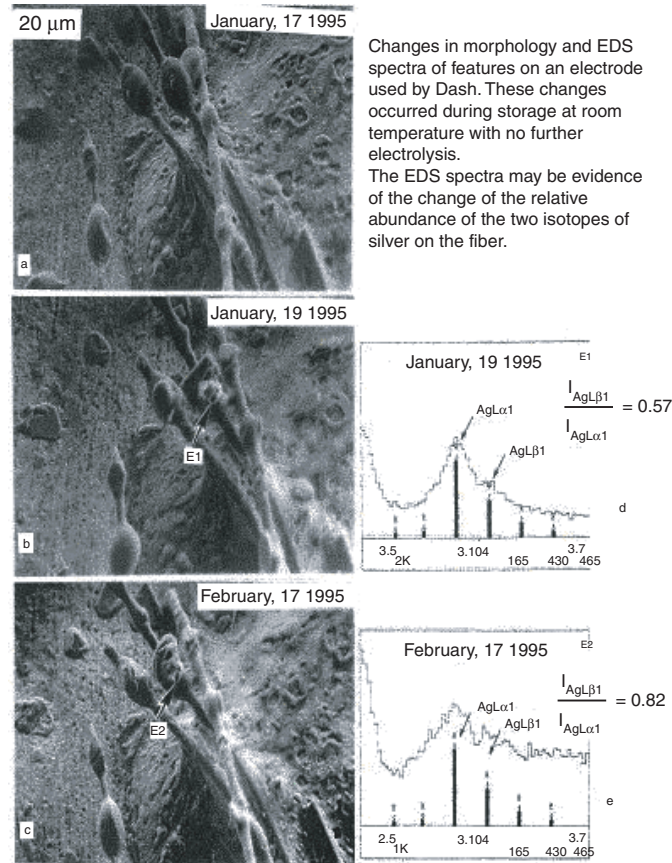 20 μm
January, 17 1995
Changes in morphology and EDS
spectra of features on an electrode
used by Dash. These changes
occurred during storage at room
temperature with no further
electrolysis.
The EDS spectra may be evidence
of the change of the relative
abundance of the two isotopes of
silver on the fiber.
a
January, 19 1995
E1
b
January, 19 1995
E1
I AgLβ1
I AgLα1
= 0.57
AgLα1
AgLβ1
d
3.5 3.104 3.7
2K 165 430 465
February, 17 1995
E2
c
February, 17 1995
E2
I AgLβ1
I AgLα1
= 0.82
AgLα1
AgLβ1
e
2.5 3.104 3.7
1K 165 430 465